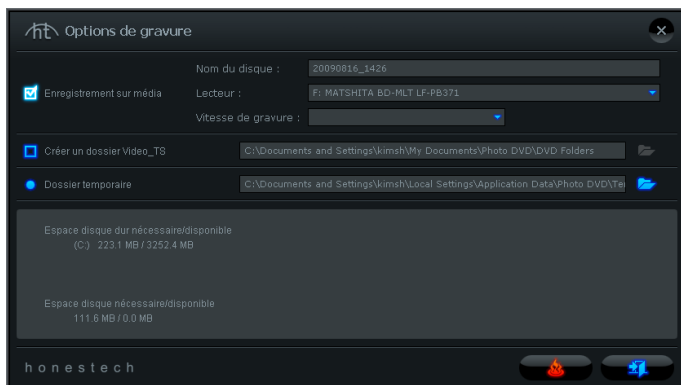 ht Options de gravure
Nom du disque : 20090816_1426
Enregistrement sur média
Lecteur : F: MATSHITA BD-MLT LF-PB371
Vitesse de gravure :
Créer un dossier Video_TS C:\Documents and Settings\kimsh\My Documents\Photo DVD\DVD Folders
Dossier temporaire C:\Documents and Settings\kimsh\Local Settings\Application Data\Photo DVD\Te
Espace disque dur nécessaire/disponible
(C:) 223.1 MB / 3252.4 MB
Espace disque nécessaire/disponible
111.6 MB / 0.0 MB
honestech